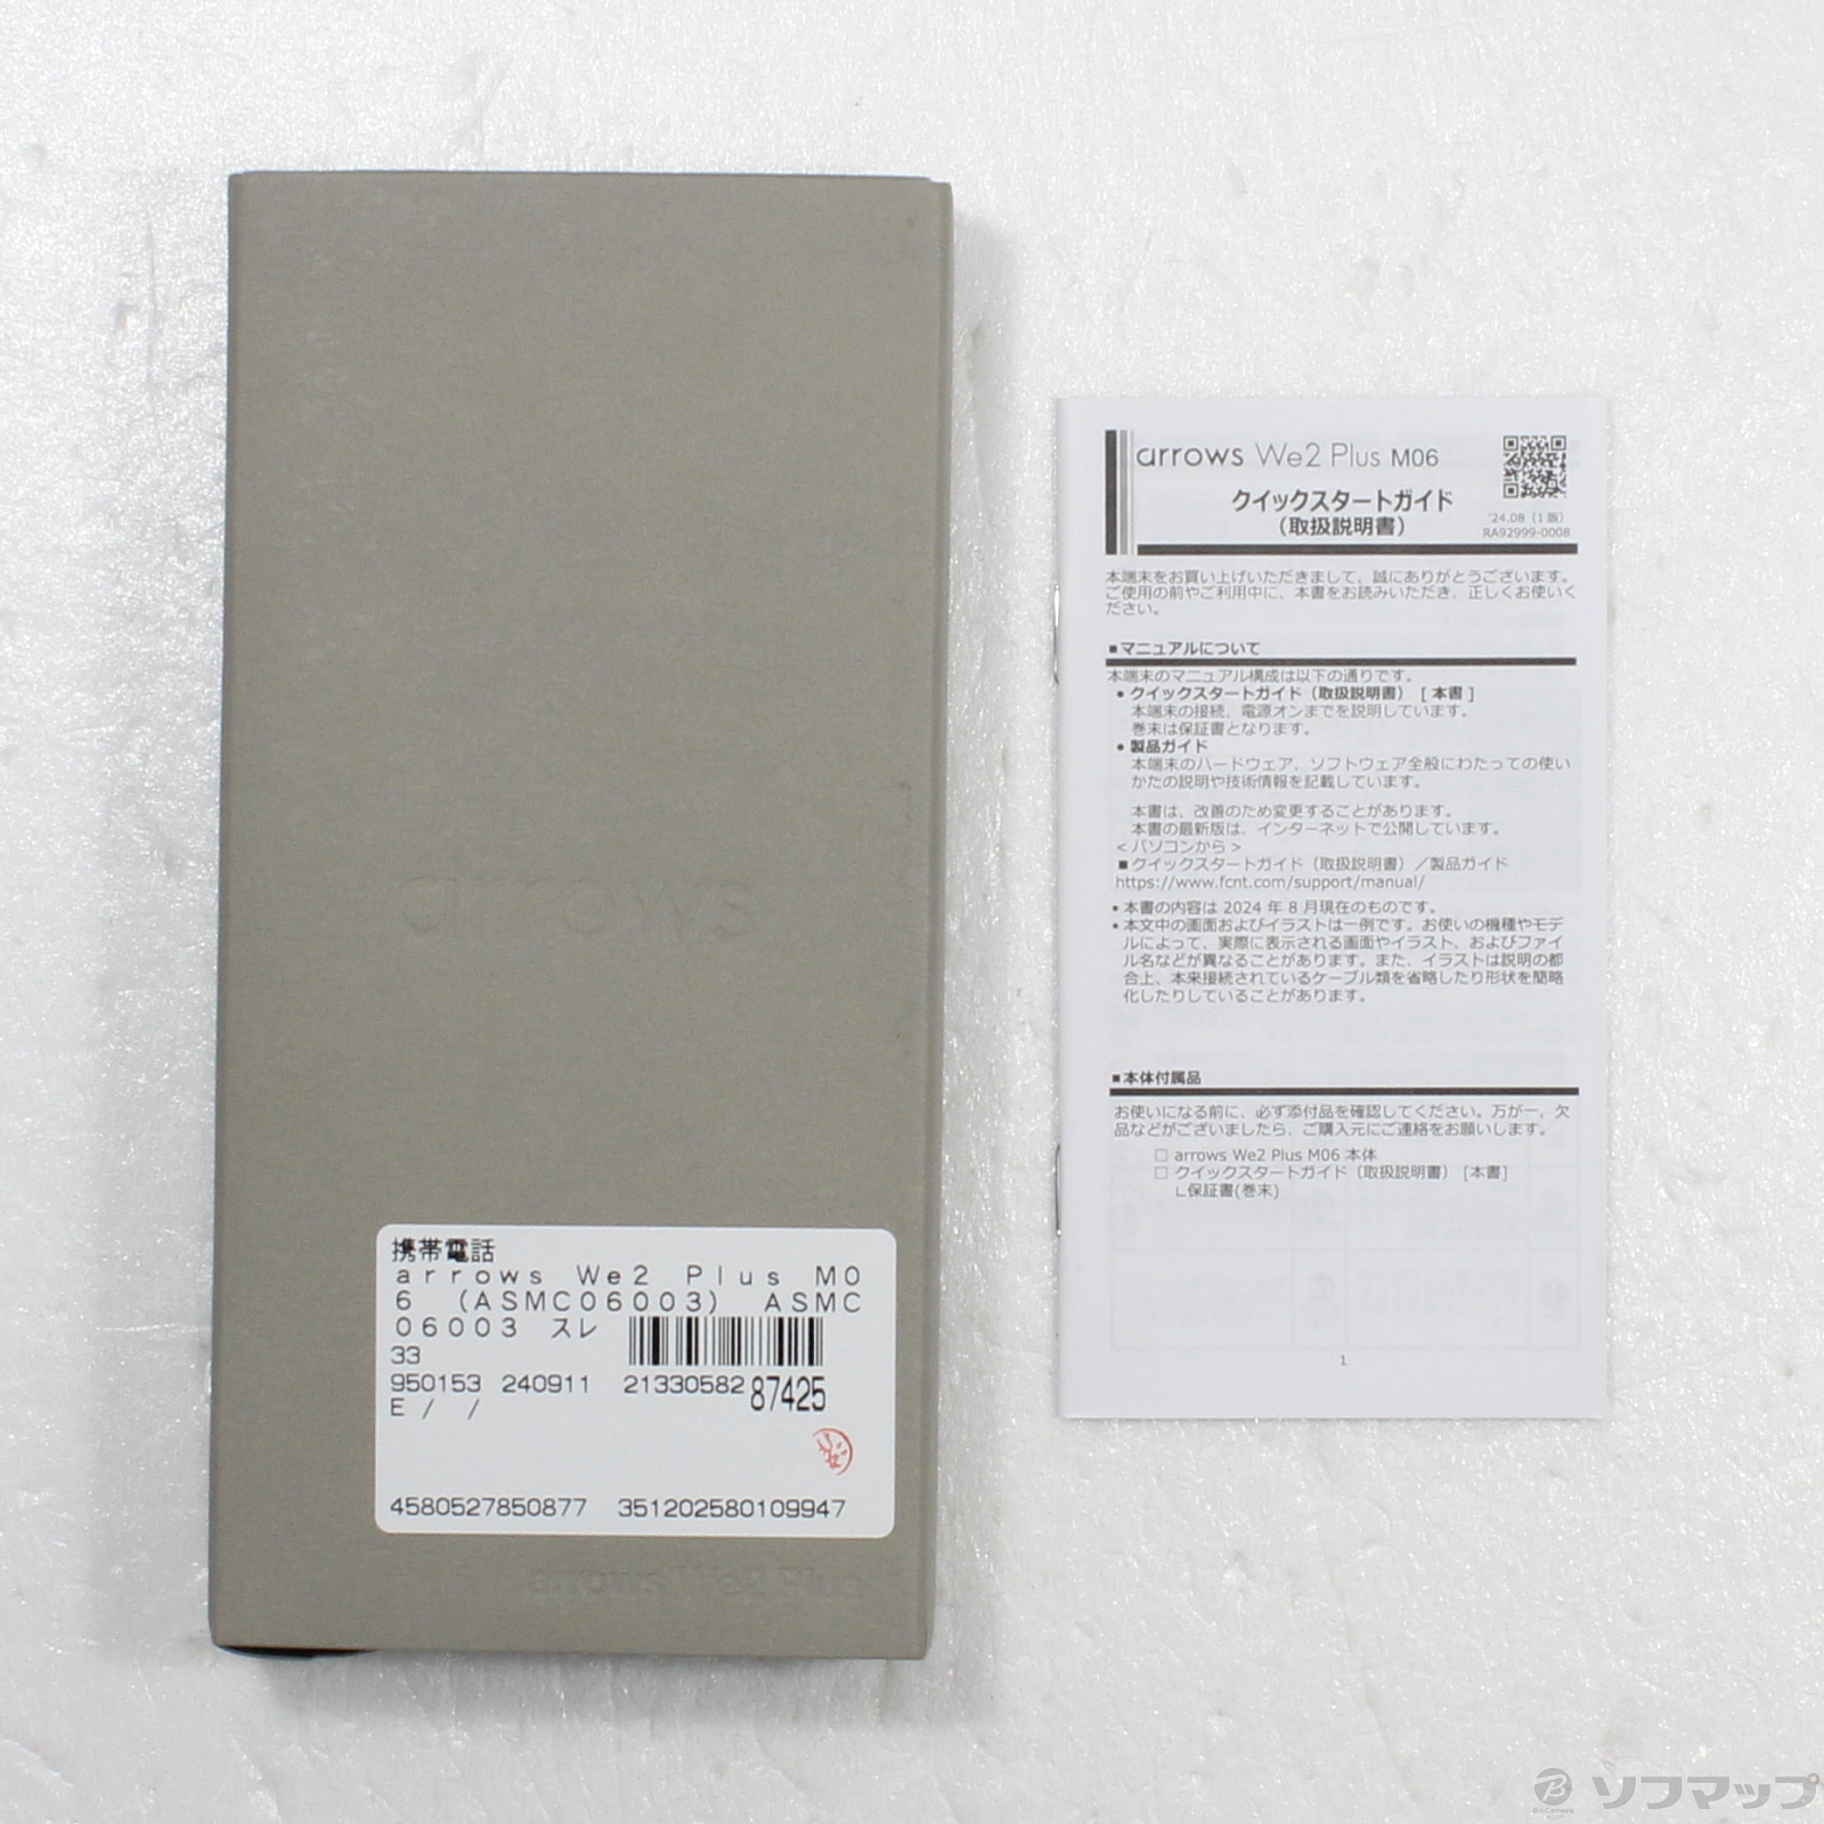 arrows
携帯電話
arrows We2 Plus M0
6 (ASMC06003) ASMC
06003 スレ
33
950153 240911 21330582 87425
E / /
4580527850877 351202580109947
arrows We2 Plus
arrows We2 Plus M06
クイックスタートガイド
（取扱説明書）
'24.08（1 版）
RA92999-0008
本端末をお買い上げいただきまして、誠にありがとうございます。
ご使用の前やご利用中に、本書をお読みいただき、正しくお使いく
ださい。
■マニュアルについて
本端末のマニュアル構成は以下の通りです。
● クイックスタートガイド（取扱説明書） [ 本書 ]
本端末の接続、電源オンまでを説明しています。
巻末は保証書となります。
● 製品ガイド
本端末のハードウェア、ソフトウェア全般にわたっての使い
かたの説明や技術情報を記載しています。
本書は、改善のため変更することがあります。
本書の最新版は、インターネットで公開しています。
< パソコンから >
■クイックスタートガイド（取扱説明書）／製品ガイド
https://www.fcnt.com/support/manual/
• 本書の内容は 2024 年 8 月現在のものです。
• 本文中の画面およびイラストは一例です。お使いの機種やモデ
ルによって、実際に表示される画面やイラスト、およびファイ
ル名などが異なることがあります。また、イラストは説明の都
合上、本来接続されているケーブル類を省略したり形状を簡略
化したりしていることがあります。
■本体付属品
お使いになる前に、必ず添付品を確認してください。万が一、欠
品などがございましたら、ご購入元にご連絡をお願いします。
□ arrows We2 Plus M06 本体
□ クイックスタートガイド（取扱説明書） [本書]
∟保証書(巻末)
1
BicCamera
ソフマップ